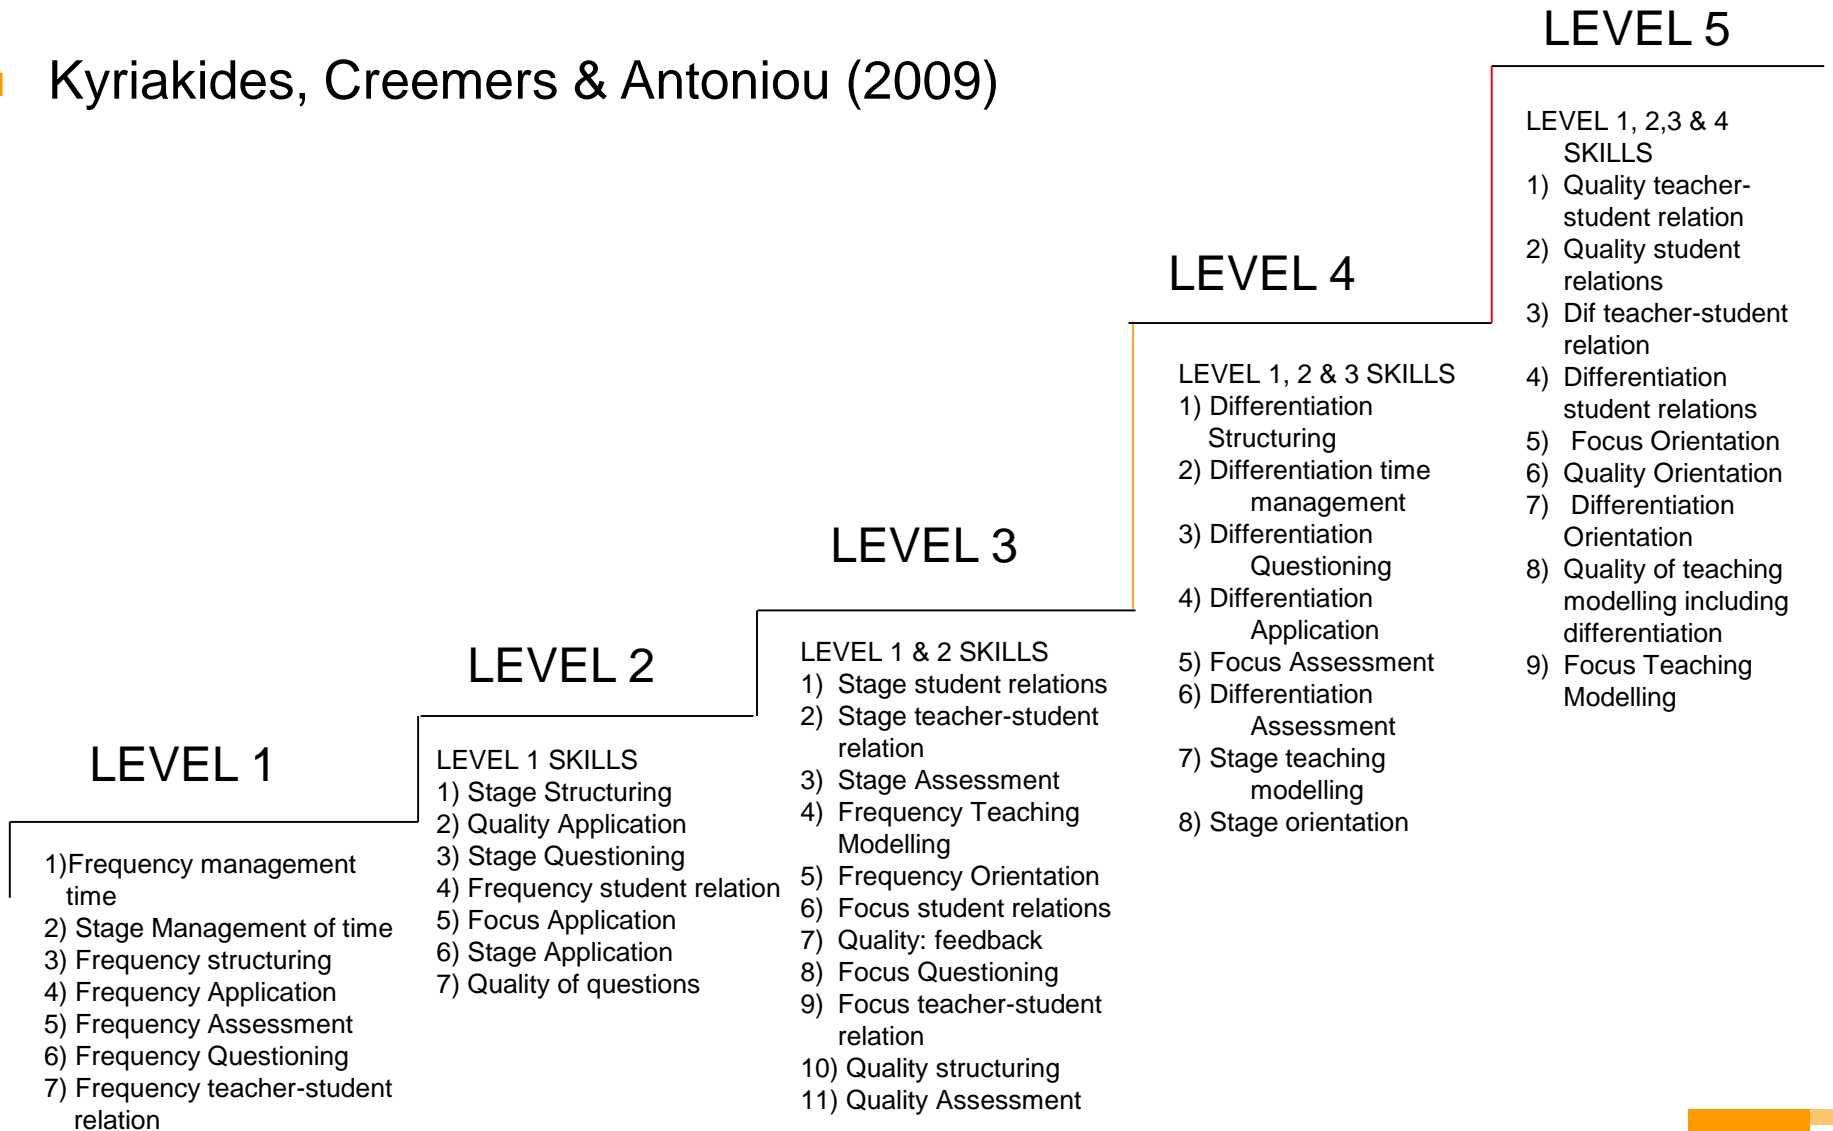 Kyriakides, Creemers & Antoniou (2009)
LEVEL 1
1)Frequency management
time
2) Stage Management of time
3) Frequency structuring
4) Frequency Application
5) Frequency Assessment
6) Frequency Questioning
7) Frequency teacher-student
relation
LEVEL 2
LEVEL 1 SKILLS
1) Stage Structuring
2) Quality Application
3) Stage Questioning
4) Frequency student relation
5) Focus Application
6) Stage Application
7) Quality of questions
LEVEL 3
LEVEL 1 & 2 SKILLS
1) Stage student relations
2) Stage teacher-student
relation
3) Stage Assessment
4) Frequency Teaching
Modelling
5) Frequency Orientation
6) Focus student relations
7) Quality: feedback
8) Focus Questioning
9) Focus teacher-student
relation
10) Quality structuring
11) Quality Assessment
LEVEL 4
LEVEL 1, 2 & 3 SKILLS
1) Differentiation
Structuring
2) Differentiation time
management
3) Differentiation
Questioning
4) Differentiation
Application
5) Focus Assessment
6) Differentiation
Assessment
7) Stage teaching
modelling
8) Stage orientation
LEVEL 5
LEVEL 1, 2,3 & 4
SKILLS
1) Quality teacher-
student relation
2) Quality student
relations
3) Dif teacher-student
relation
4) Differentiation
student relations
5) Focus Orientation
6) Quality Orientation
7) Differentiation
Orientation
8) Quality of teaching
modelling including
differentiation
9) Focus Teaching
Modelling